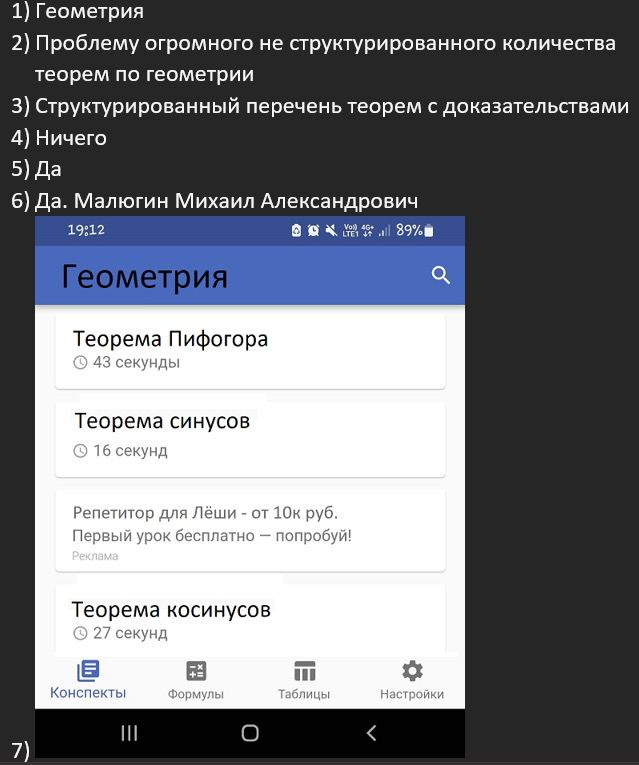 1) Геометрия
2) Проблему огромного не структурированного количества
теорем по геометрии
3) Структурированный перечень теорем с доказательствами
4) Ничего
5) Да
6) Да. Малюгин Михаил Александрович
19:12 Vo)) LTE1 4G+ 89%
Геометрия
Теорема Пифогора
43 секунды
Теорема синусов
16 секунд
Репетитор для Лёши - от 10к руб.
Первый урок бесплатно — попробуй!
Реклама
Теорема косинусов
27 секунд
Конспекты Формулы Таблицы Настройки
7)